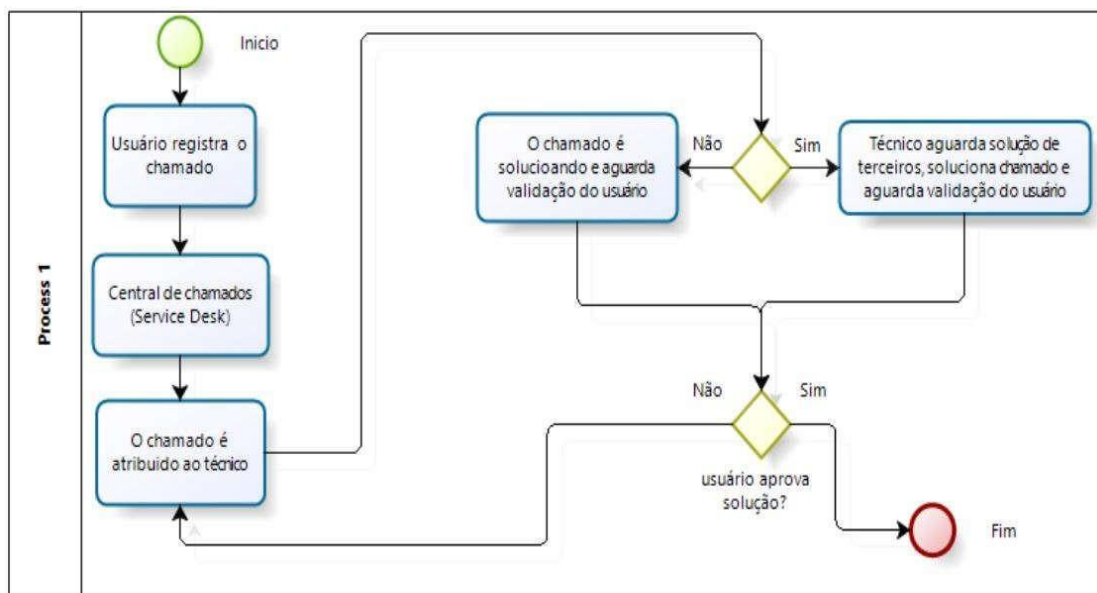 Process 1
Inicio
Usuário registra o
chamado
Central de chamados
(Service Desk)
O chamado é
atribuido ao técnico
O chamado é
solucioando e aguarda
validação do usuário
Não
Sim
Técnico aguarda solução de
terceiros, soluciona chamado e
aguarda validação do usuário
Não
Sim
usuário aprova
solução?
Fim